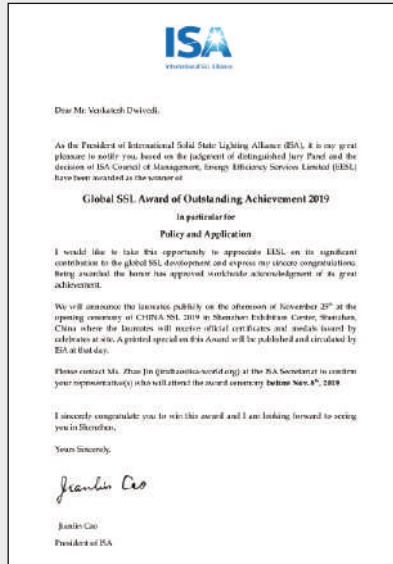 ISA
International SSL Alliance
Dear Mr. Venkatesh Dwivedi,
As the President of International Solid State Lighting Alliance (ISA), it is my great
pleasure to notify you, based on the judgment of distinguished Jury Panel and the
decision of ISA Council of Management, Energy Efficiency Services Limited (EESL)
have been awarded as the winner of
Global SSL Award of Outstanding Achievement 2019
In particular for
Policy and Application
I would like to take this opportunity to appreciate EESL on its significant
contribution to the global SSL development and express my sincere congratulations.
Being awarded the honor has approved worldwide acknowledgment of its great
achievement.
We will announce the laureates publicly on the afternoon of November 25th at the
opening ceremony of CHINA SSL 2019 in Shenzhen Exhibition Center, Shenzhen,
China where the laureates will receive official certificates and medals issued by
celebrates at site. A printed special on this Award will be published and circulated by
ISA at that day.
Please contact Ms. Zhao Jin at the ISA Secretariat to confirm
your representative(s) who will attend the award ceremony before Nov. 8th, 2019
I sincerely congratulate you to win this award and I am looking forward to seeing
you in Shenzhen.
Yours Sincerely,
Jianlin Cao
Jianlin Cao
President of ISA